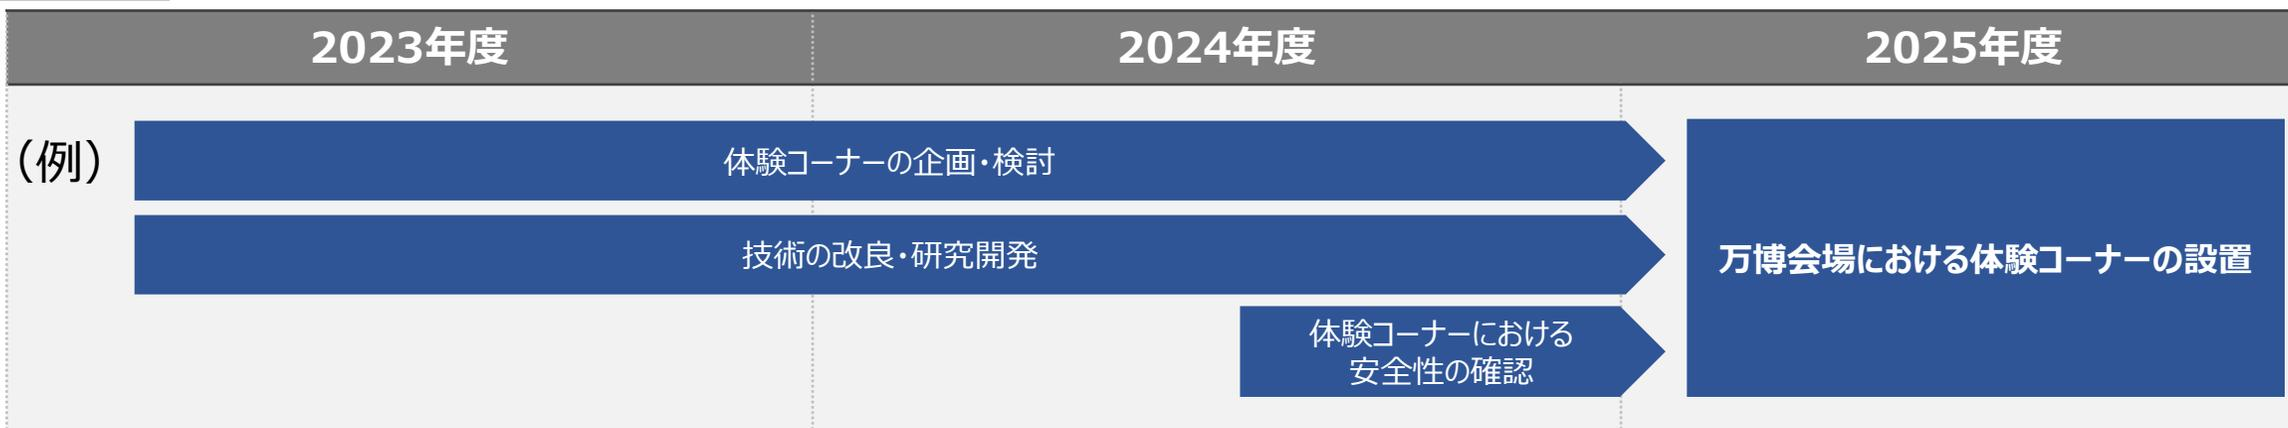 2023年度
2024年度
2025年度
（例）
体験コーナーの企画・検討
技術の改良・研究開発
体験コーナーにおける
安全性の確認
万博会場における体験コーナーの設置